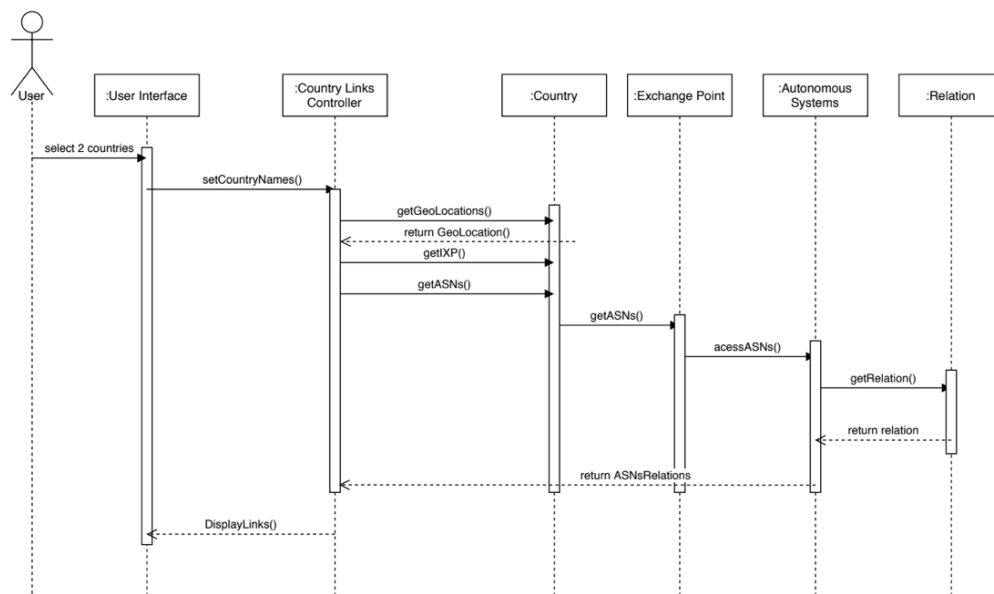 User
:User Interface
:Country Links
Controller
:Country
:Exchange Point
:Autonomous
Systems
:Relation
select 2 countries
setCountryNames()
getGeoLocations()
return GeoLocation()
getIXP()
getASNs()
getASNs()
acessASNs()
getRelation()
return relation
return ASNsRelations
DisplayLinks()